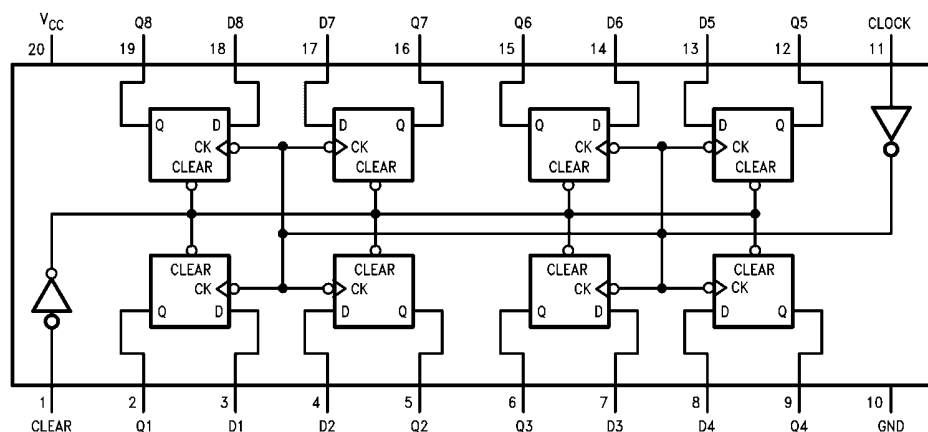 VCC Q8 D8 D7 Q7 Q6 D6 D5 Q5 CLOCK
20 19 18 17 16 15 14 13 12 11
Q D D Q Q D D Q
CK CK CK CK
CLEAR CLEAR CLEAR CLEAR
CLEAR CLEAR CLEAR CLEAR
CK CK CK CK
Q D D Q Q D D Q
1 2 3 4 5 6 7 8 9 10
CLEAR Q1 D1 D2 Q2 Q3 D3 D4 Q4 GND